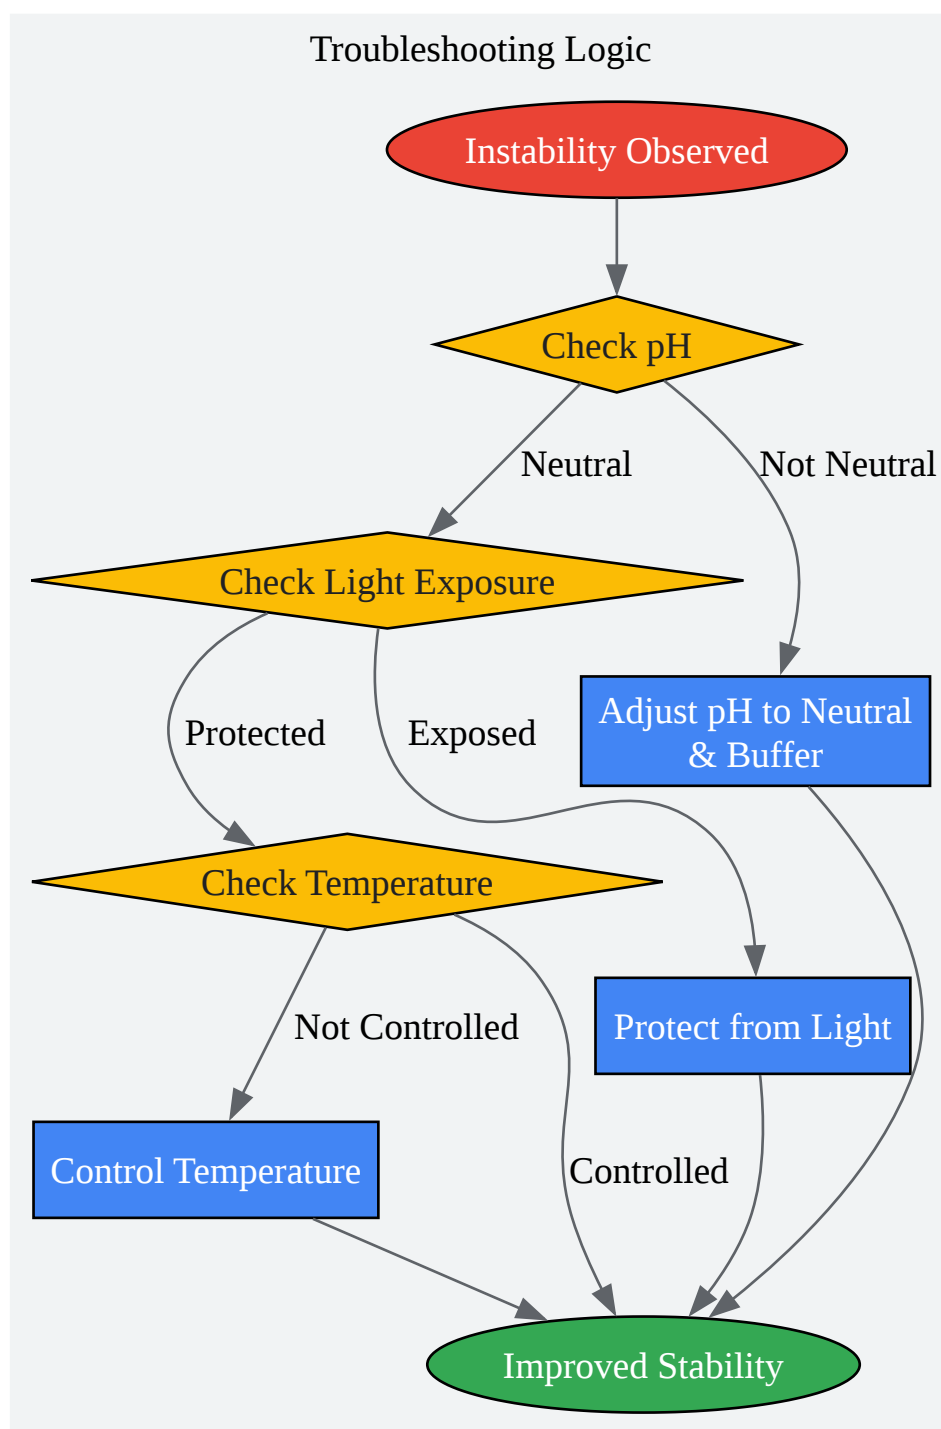 Troubleshooting Logic
Instability Observed
Check pH
Neutral
Not Neutral
Check Light Exposure
Adjust pH to Neutral
& Buffer
Protected
Exposed
Check Temperature
Not Controlled
Protect from Light
Control Temperature
Controlled
Improved Stability